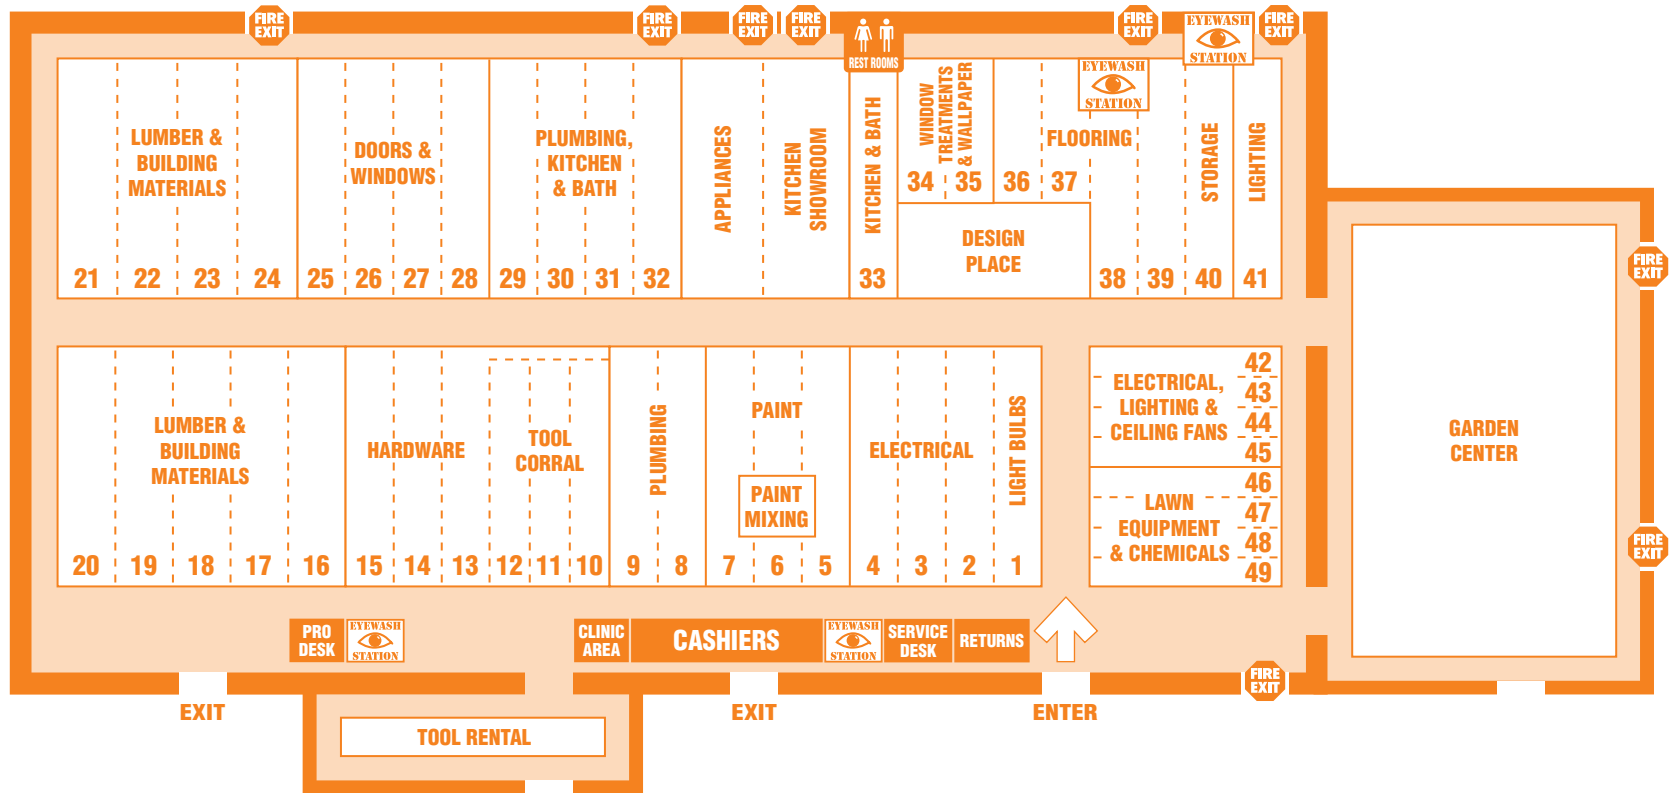 FIRE
EXIT
FIRE
EXIT
FIRE
EXIT
FIRE
EXIT
FIRE
EXIT
EYEWASH
STATION
FIRE
EXIT
REST ROOMS
EYEWASH
STATION
LUMBER &
BUILDING
MATERIALS
21 22 23 24
DOORS &
WINDOWS
25 26 27 28
PLUMBING,
KITCHEN
& BATH
29 30 31 32
APPLIANCES
KITCHEN
SHOWROOM
KITCHEN & BATH
33
WINDOW
TREATMENTS
& WALLPAPER
34 35
FLOORING
36 37
DESIGN
PLACE
38 39
STORAGE
40
LIGHTING
41
FIRE
EXIT
LUMBER &
BUILDING
MATERIALS
20 19 18 17 16
HARDWARE
15 14 13
TOOL
CORRAL
12 11 10
PLUMBING
9 8
PAINT
PAINT
MIXING
7 6 5
ELECTRICAL
4 3 2
LIGHT BULBS
1
ELECTRICAL,
LIGHTING &
CEILING FANS
42
43
44
45
LAWN
EQUIPMENT
& CHEMICALS
46
47
48
49
GARDEN
CENTER
FIRE
EXIT
PRO
DESK
EYEWASH
STATION
CLINIC
AREA
CASHIERS
EYEWASH
STATION
SERVICE
DESK
RETURNS
FIRE
EXIT
EXIT
EXIT
ENTER
TOOL RENTAL